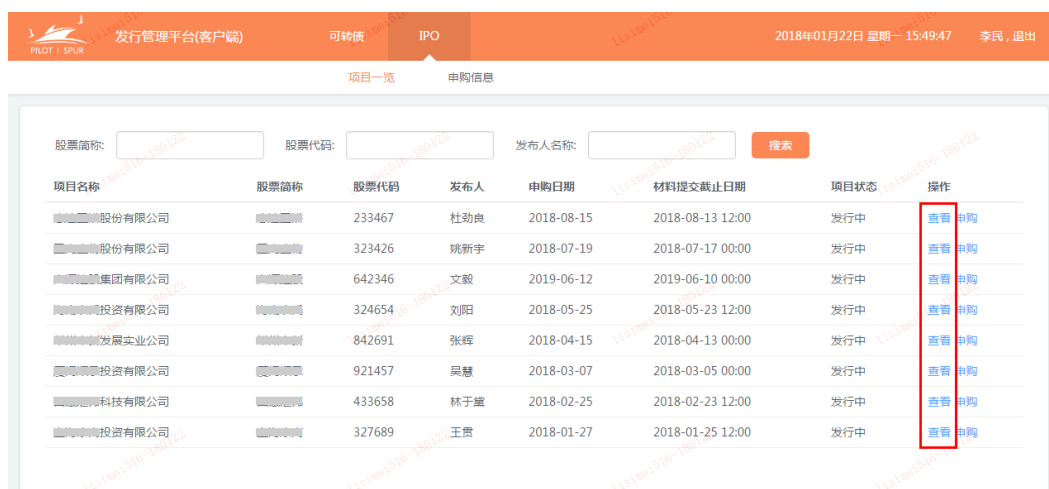 PILOT | SPUR
发行管理平台(客户端) 可转债 IPO 2018年01月22日 星期一 15:49:47 李民 , 退出
项目一览 申购信息
股票简称: 股票代码: 发布人名称: 搜索
项目名称 股票简称 股票代码 发布人 申购日期 材料提交截止日期 项目状态 操作
股份有限公司 233467 杜劲良 2018-08-15 2018-08-13 12:00 发行中 查看 申购
股份有限公司 323426 姚新宇 2018-07-19 2018-07-17 00:00 发行中 查看 申购
集团有限公司 642346 文毅 2019-06-12 2019-06-10 00:00 发行中 查看 申购
投资有限公司 324654 刘阳 2018-05-25 2018-05-23 12:00 发行中 查看 申购
发展实业公司 842691 张辉 2018-04-15 2018-04-13 00:00 发行中 查看 申购
投资有限公司 921457 吴慧 2018-03-07 2018-03-05 00:00 发行中 查看 申购
科技有限公司 433658 林于童 2018-02-25 2018-02-23 12:00 发行中 查看 申购
投资有限公司 327689 王贯 2018-01-27 2018-01-25 12:00 发行中 查看 申购